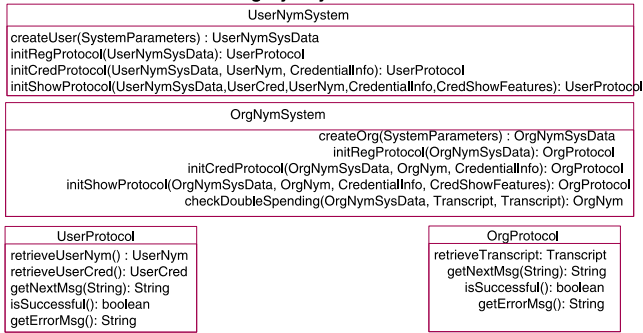 UserNymSystem
createUser(SystemParameters) : UserNymSysData
initRegProtocol(UserNymSysData): UserProtocol
initCredProtocol(UserNymSysData, UserNym, CredentialInfo): UserProtocol
initShowProtocol(UserNymSysData,UserCred,UserNym,CredentialInfo,CredShowFeatures): UserProtocol
OrgNymSystem
createOrg(SystemParameters) : OrgNymSysData
initRegProtocol(OrgNymSysData): OrgProtocol
initCredProtocol(OrgNymSysData, OrgNym, CredentialInfo): OrgProtocol
initShowProtocol(OrgNymSysData, OrgNym, CredentialInfo, CredShowFeatures): OrgProtocol
checkDoubleSpending(OrgNymSysData, Transcript, Transcript): OrgNym
UserProtocol
retrieveUserNym() : UserNym
retrieveUserCred(): UserCred
getNextMsg(String): String
isSuccessful(): boolean
getErrorMsg(): String
OrgProtocol
retrieveTranscript: Transcript
getNextMsg(String): String
isSuccessful(): boolean
getErrorMsg(): String